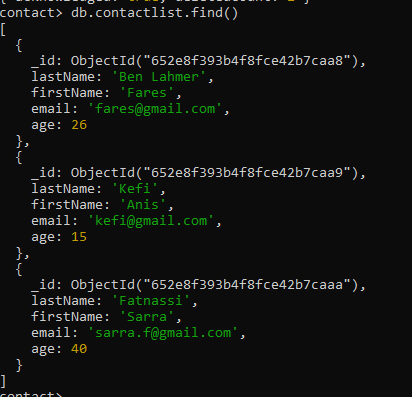 contact> db.contactlist.find()
[
  {
    _id: ObjectId("652e8f393b4f8fce42b7caa8"),
    lastName: 'Ben Lahmer',
    firstName: 'Fares',
    email: 'fares@gmail.com',
    age: 26
  },
  {
    _id: ObjectId("652e8f393b4f8fce42b7caa9"),
    lastName: 'Kefi',
    firstName: 'Anis',
    email: 'kefi@gmail.com',
    age: 15
  },
  {
    _id: ObjectId("652e8f393b4f8fce42b7caaa"),
    lastName: 'Fatnassi',
    firstName: 'Sarra',
    email: 'sarra.f@gmail.com',
    age: 40
  }
]
contact>